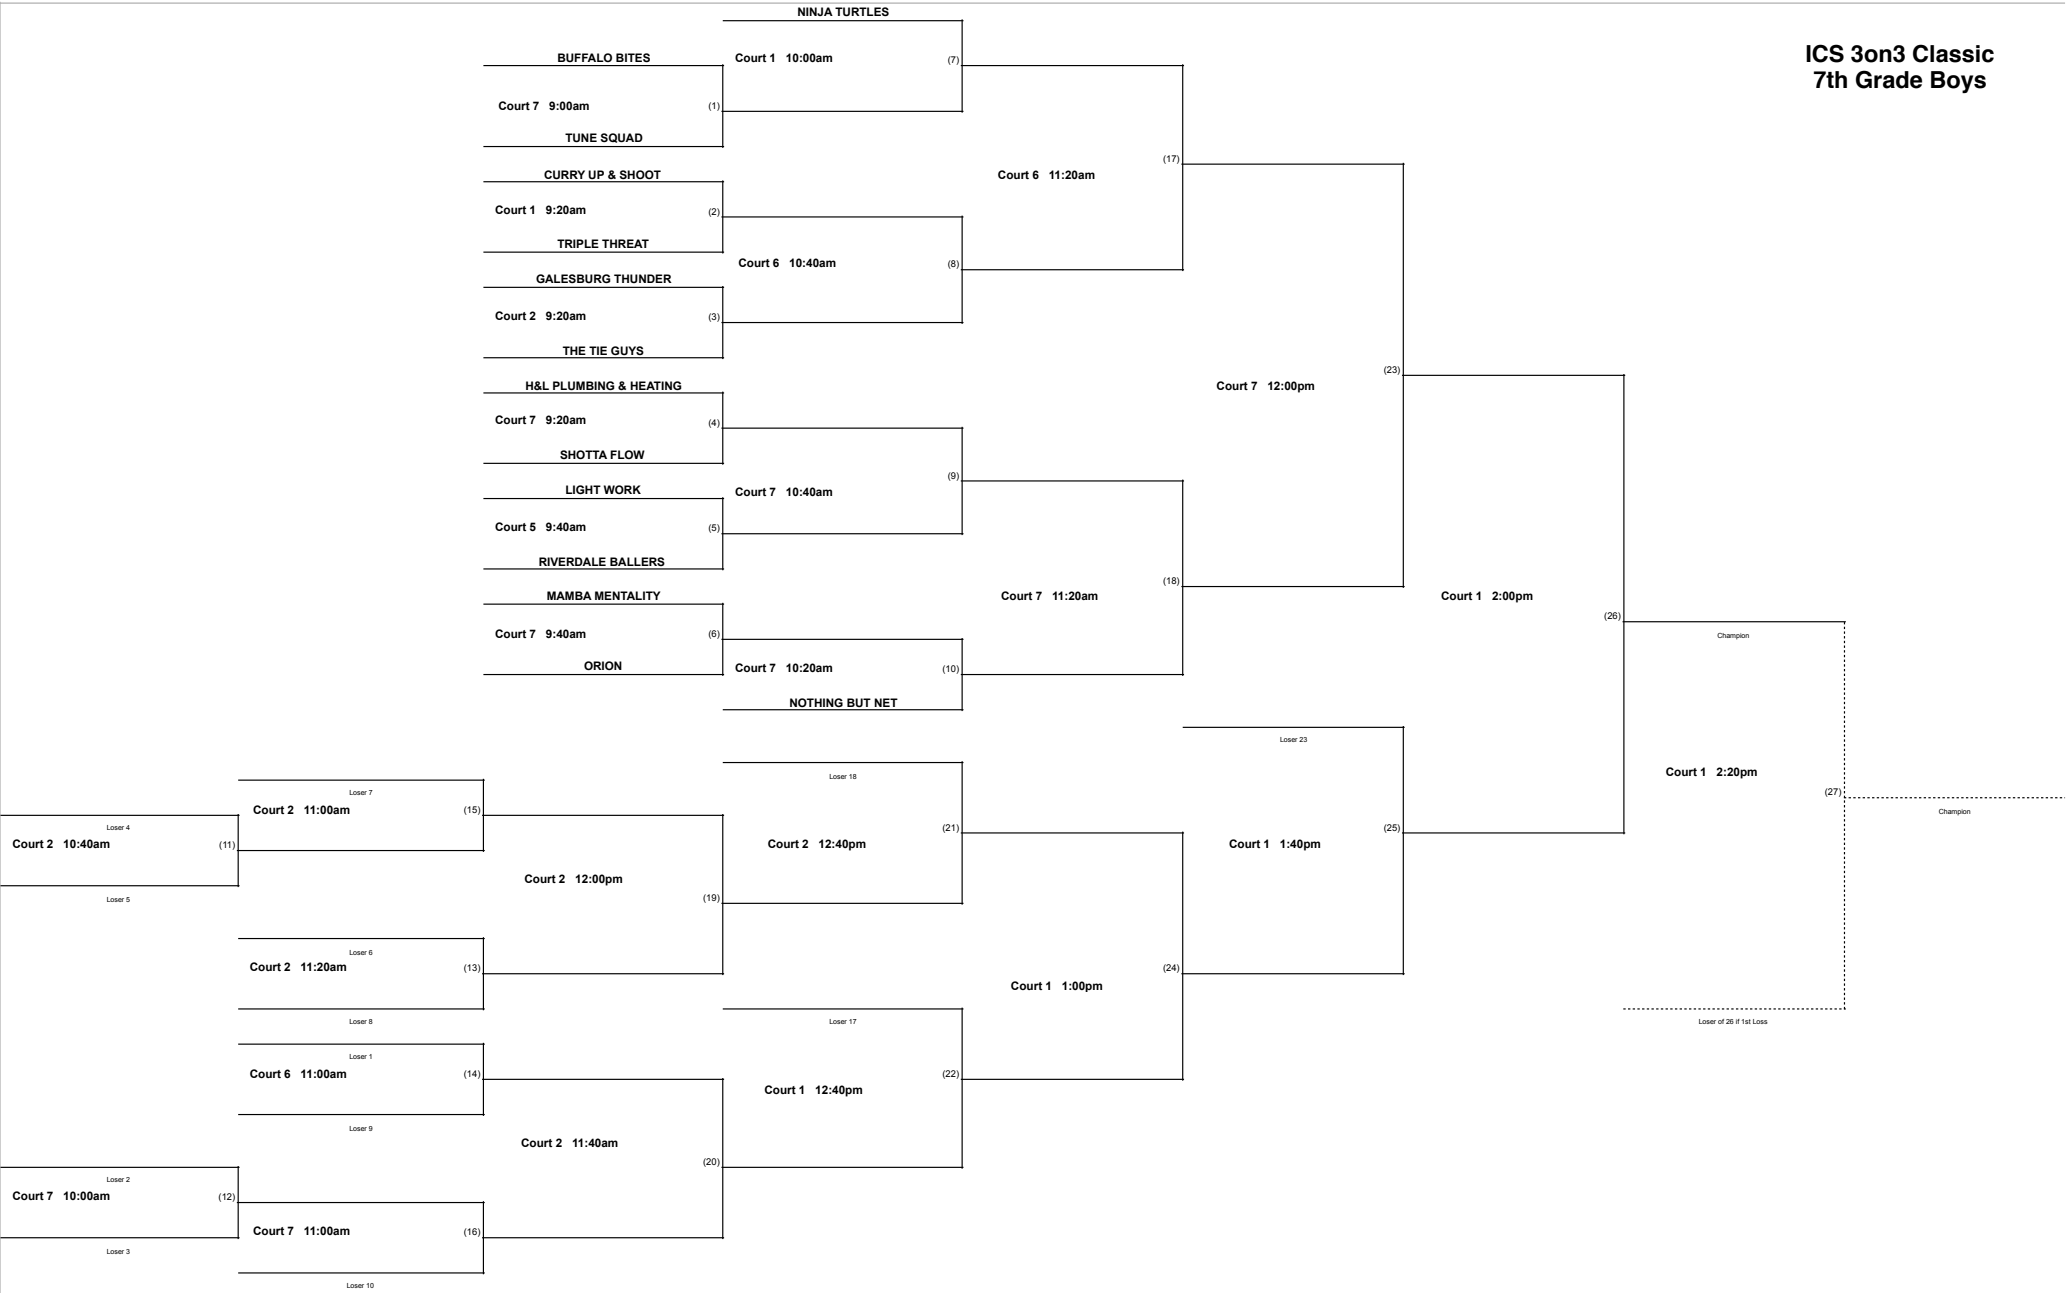 NINJA TURTLES
ICS 3on3 Classic
7th Grade Boys
BUFFALO BITES
Court 1 10:00am
(7)
Court 7 9:00am
(1)
TUNE SQUAD
(17)
CURRY UP & SHOOT
Court 6 11:20am
Court 1 9:20am
(2)
TRIPLE THREAT
Court 6 10:40am
(8)
GALESBURG THUNDER
Court 2 9:20am
(3)
THE TIE GUYS
(23)
H&L PLUMBING & HEATING
Court 7 12:00pm
Court 7 9:20am
(4)
SHOTTA FLOW
(9)
LIGHT WORK
Court 7 10:40am
Court 5 9:40am
(5)
RIVERDALE BALLERS
(18)
MAMBA MENTALITY
Court 7 11:20am
Court 1 2:00pm
(26)
Court 7 9:40am
(6)
Champion
ORION
Court 7 10:20am
(10)
NOTHING BUT NET
Loser 23
Court 1 2:20pm
Loser 18
Loser 7
(27)
Court 2 11:00am
(15)
Champion
Loser 4
(21)
(25)
Court 2 10:40am
(11)
Court 2 12:40pm
Court 1 1:40pm
Court 2 12:00pm
Loser 5
(19)
Loser 6
Court 2 11:20am
(13)
(24)
Court 1 1:00pm
Loser 8
Loser 17
Loser of 26 if 1st Loss
Loser 1
Court 6 11:00am
(14)
(22)
Court 1 12:40pm
Loser 9
Court 2 11:40am
(20)
Loser 2
Court 7 10:00am
(12)
Court 7 11:00am
(16)
Loser 3
Loser 10